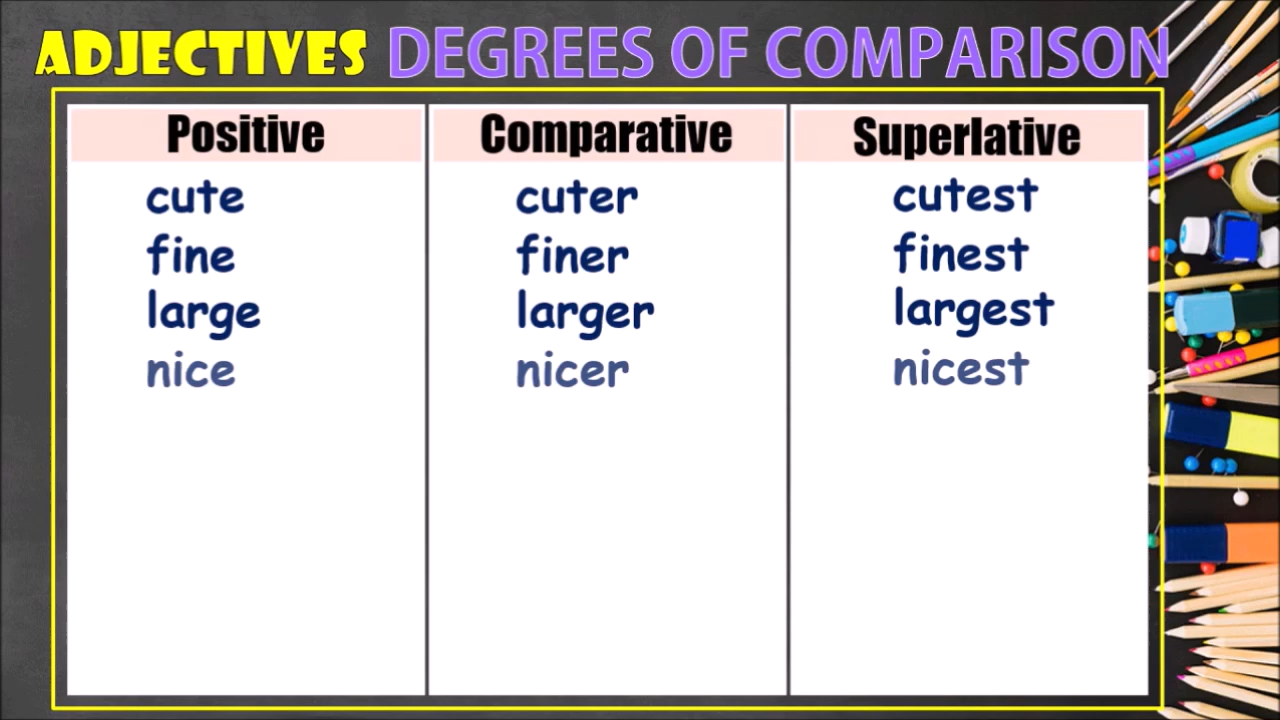 ADJECTIVES DEGREES OF COMPARISON
Positive Comparative Superlative
cute cuter cutest
fine finer finest
large larger largest
nice nicer nicest